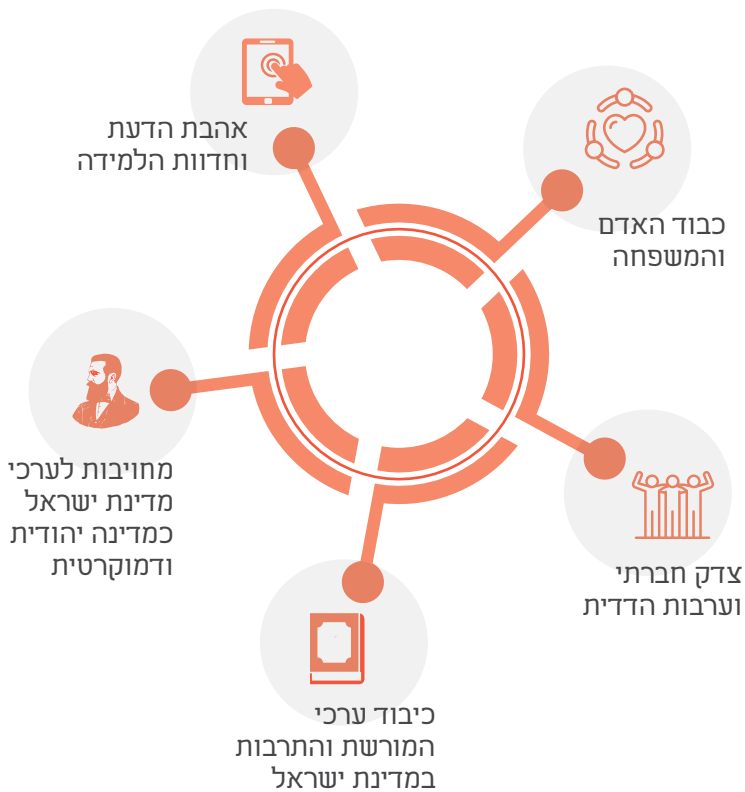 אהבת הדעת
וחדוות הלמידה
כבוד האדם
והמשפחה
מחויבות לערכי
מדינת ישראל
כמדינה יהודית
ודמוקרטית
צדק חברתי
וערבות הדדית
כיבוד ערכי
המורשת והתרבות
במדינת ישראל